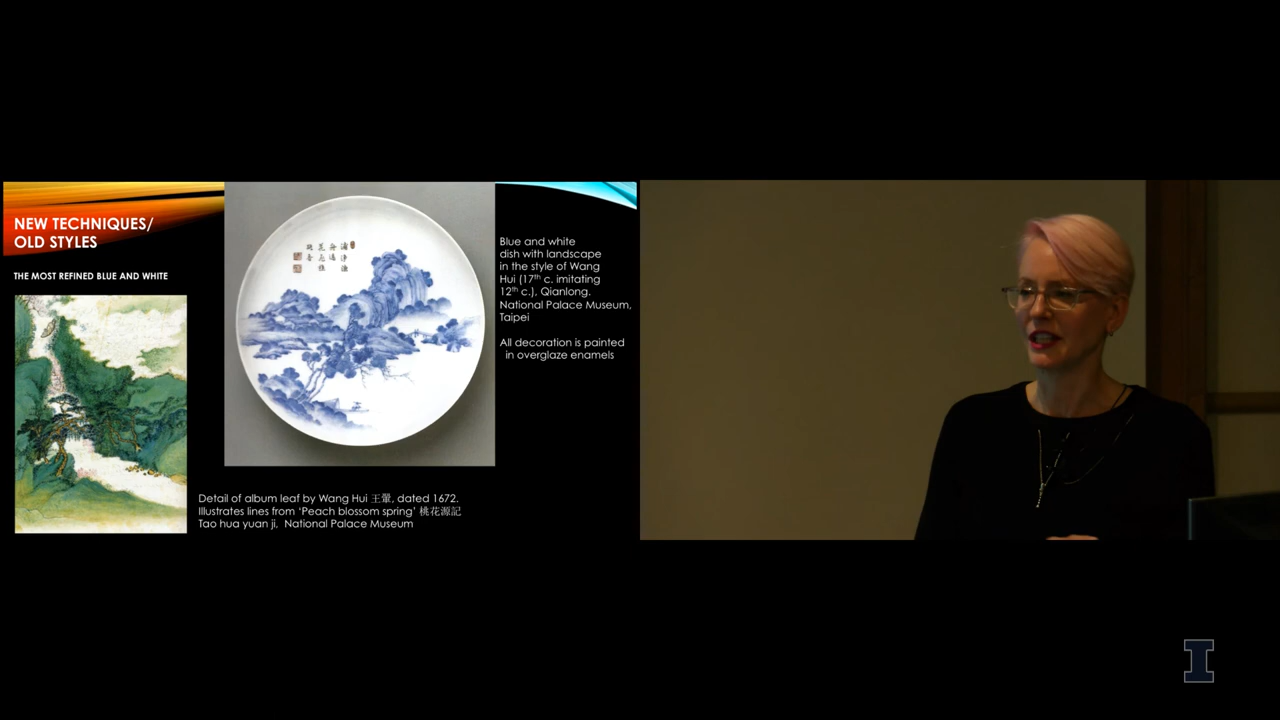 NEW TECHNIQUES/
OLD STYLES
THE MOST REFINED BLUE AND WHITE
Blue and white
dish with landscape
in the style of Wang
Hui (17th c. imitating
12th c.), Qianlong.
National Palace Museum,
Taipei
All decoration is painted
in overglaze enamels
Detail of album leaf by Wang Hui 王翬, dated 1672.
Illustrates lines from ‘Peach blossom spring’ 桃花源記
Tao hua yuan ji,  National Palace Museum
I